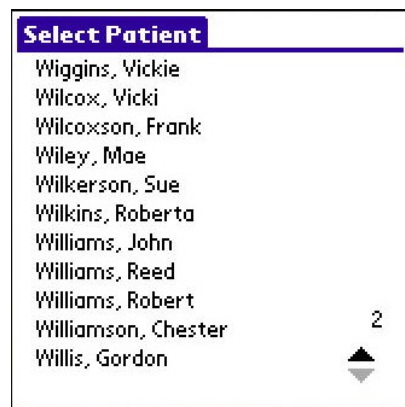 Select Patient
Wiggins, Vickie
Wilcox, Vicki
Wilcoxson, Frank
Wiley, Mae
Wilkerson, Sue
Wilkins, Roberta
Williams, John
Williams, Reed
Williams, Robert
Williamson, Chester
2
Willis, Gordon